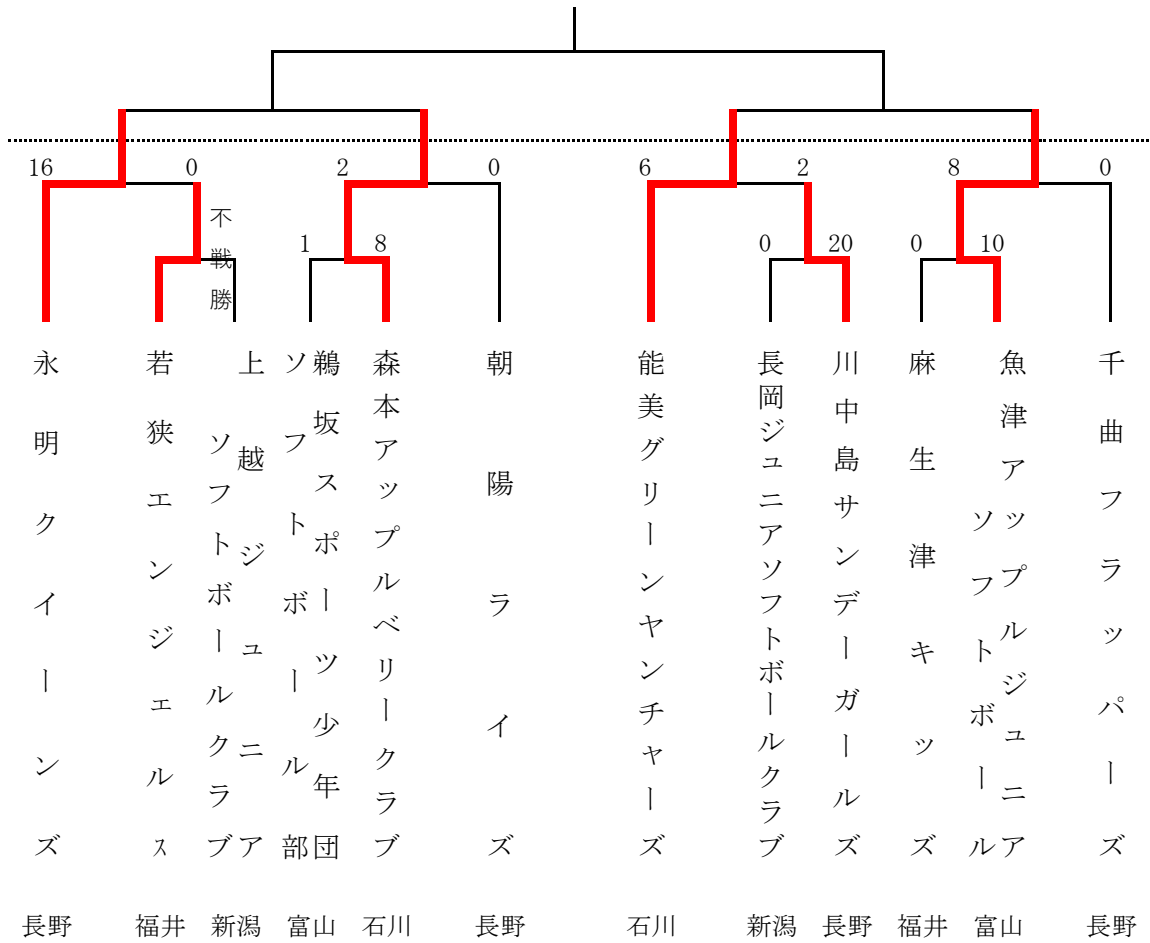 16 0 2 0 6 2 8 0
不戦勝
1 8 0 20 0 10
永明クイーンズ
若狭エンジェルス
上越ジュニア
ソフトボールクラブ
鵜坂スポーツ少年団
ソフトボール部
森本アップルベリークラブ
朝陽ライズ
能美グリーンヤンチャーズ
長岡ジュニアソフトボールクラブ
川中島サンデーガールズ
麻生津キッズ
魚津アップルジュニア
ソフトボール
千曲フラッパーズ
長野 福井 新潟 富山 石川 長野 石川 新潟 長野 福井 富山 長野